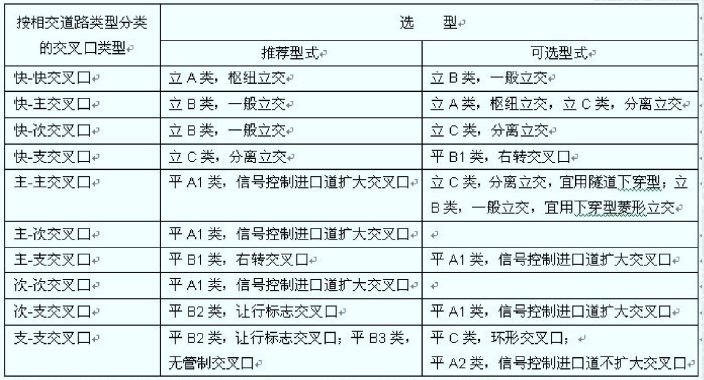 按相交道路类型分类 选 型
的交叉口类型 推荐型式 可选型式
快-快交叉口 立 A 类，枢纽立交 立 B 类，一般立交
快-主交叉口 立 B 类，一般立交 立 A 类，枢纽立交，立 C 类，分离立交
快-次交叉口 立 B 类，一般立交 立 C 类，分离立交
快-支交叉口 立 C 类，分离立交 平 B1 类，右转交叉口
主-主交叉口 平 A1 类，信号控制进口道扩大交叉口 立 C 类，分离立交，宜用隧道下穿型；立
B 类，一般立交，宜用下穿型菱形立交
主-次交叉口 平 A1 类，信号控制进口道扩大交叉口
主-支交叉口 平 B1 类，右转交叉口 平 A1 类，信号控制进口道扩大交叉口
次-次交叉口 平 A1 类，信号控制进口道扩大交叉口
次-支交叉口 平 B2 类，让行标志交叉口 平 A1 类，信号控制进口道扩大交叉口
支-支交叉口 平 B2 类，让行标志交叉口；平 B3 类， 平 C 类，环形交叉口；
无管制交叉口 平 A2 类，信号控制进口道不扩大交叉口